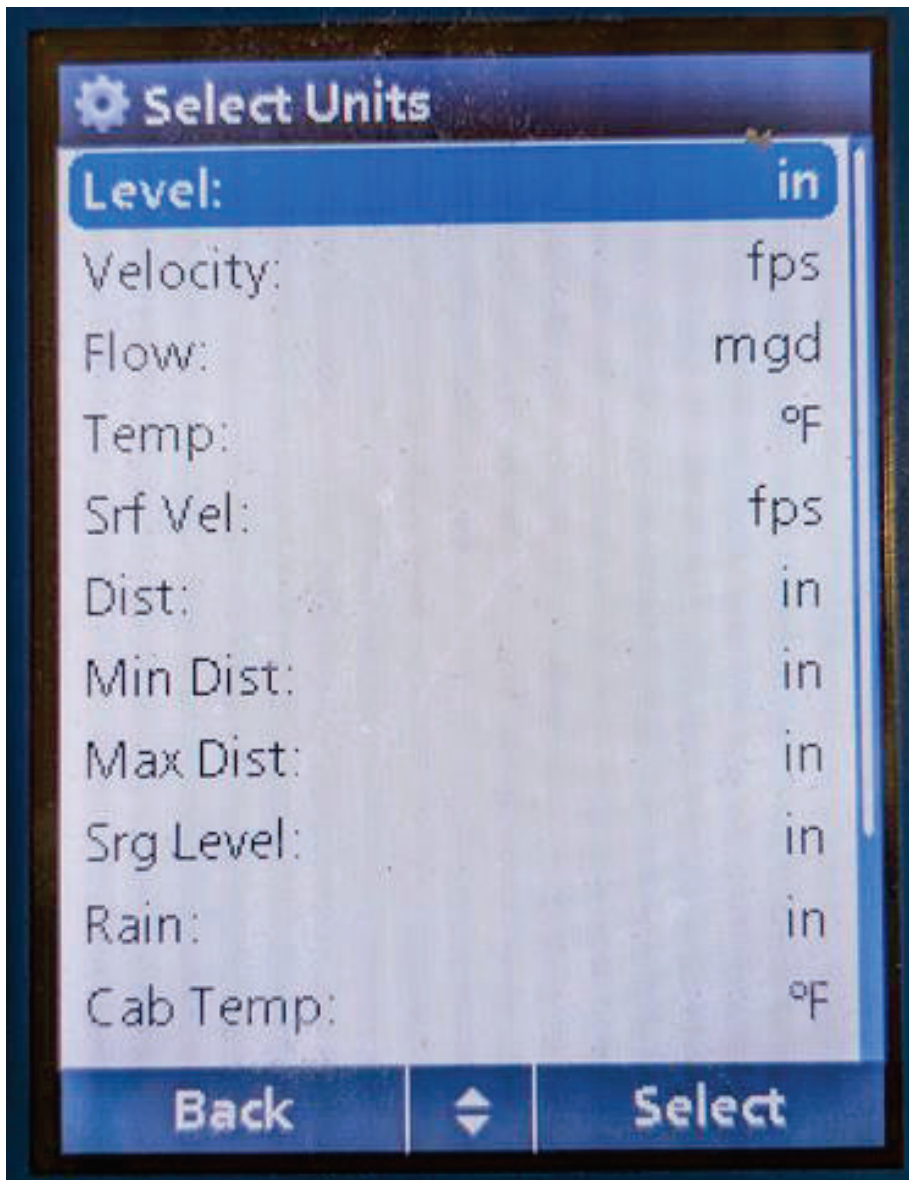 Select Units
Level: in
Velocity: fps
Flow: mgd
Temp: °F
Srf Vel: fps
Dist: in
Min Dist: in
Max Dist: in
Srg Level: in
Rain: in
Cab Temp: °F
Back Select